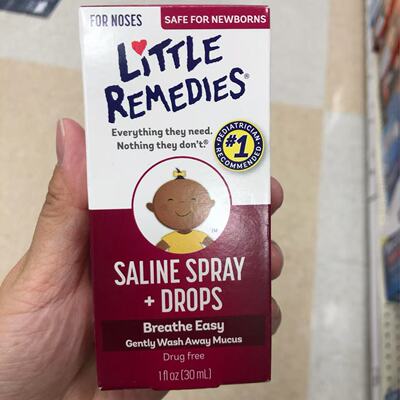 FOR NOSES
SAFE FOR NEWBORNS
LiTTLE
REMEDIES®
Everything they need.
Nothing they don't.®
PEDIATRICIAN
#1
RECOMMENDED
TM
SALINE SPRAY
+ DROPS
Breathe Easy
Gently Wash Away Mucus
Drug free
1 fl oz (30 mL)